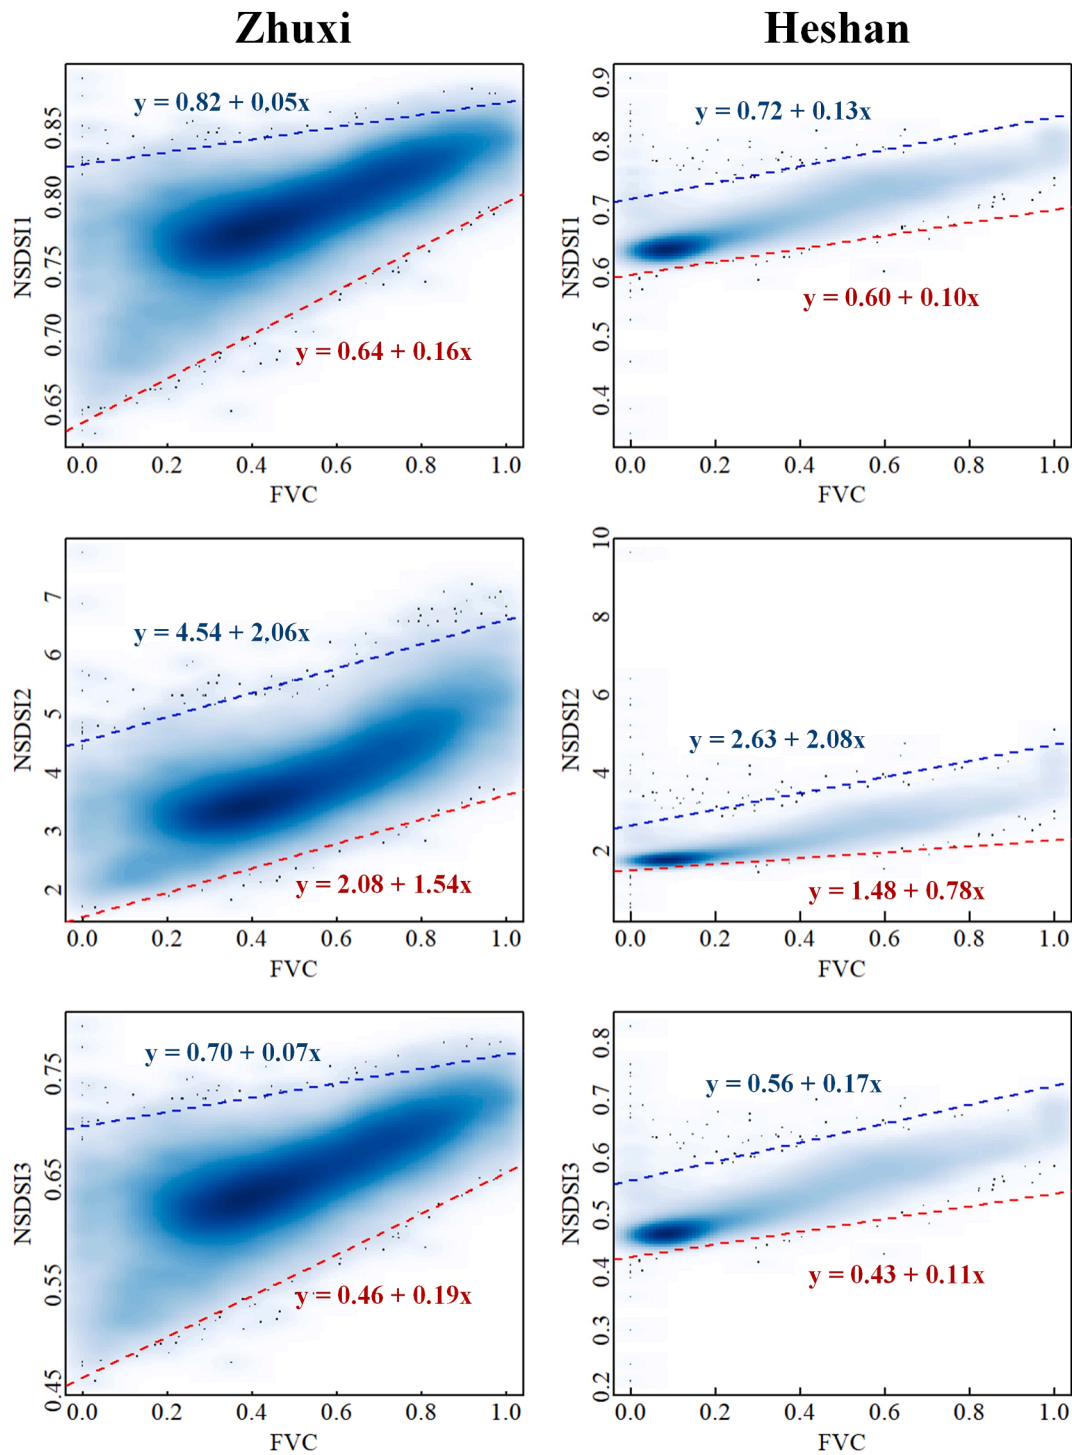 Zhuxi
Heshan
y = 0.82 + 0.05x
y = 0.64 + 0.16x
NSDSI1
0.85
0.80
0.75
0.70
0.65
0.0 0.2 0.4 0.6 0.8 1.0
FVC
y = 0.72 + 0.13x
y = 0.60 + 0.10x
NSDSI1
0.9
0.8
0.7
0.6
0.5
0.4
0.0 0.2 0.4 0.6 0.8 1.0
FVC
y = 4.54 + 2.06x
y = 2.08 + 1.54x
NSDSI2
7
6
5
4
3
2
0.0 0.2 0.4 0.6 0.8 1.0
FVC
y = 2.63 + 2.08x
y = 1.48 + 0.78x
NSDSI2
10
8
6
4
2
0.0 0.2 0.4 0.6 0.8 1.0
FVC
y = 0.70 + 0.07x
y = 0.46 + 0.19x
NSDSI3
0.75
0.65
0.55
0.45
0.0 0.2 0.4 0.6 0.8 1.0
FVC
y = 0.56 + 0.17x
y = 0.43 + 0.11x
NSDSI3
0.8
0.7
0.6
0.5
0.4
0.3
0.2
0.0 0.2 0.4 0.6 0.8 1.0
FVC